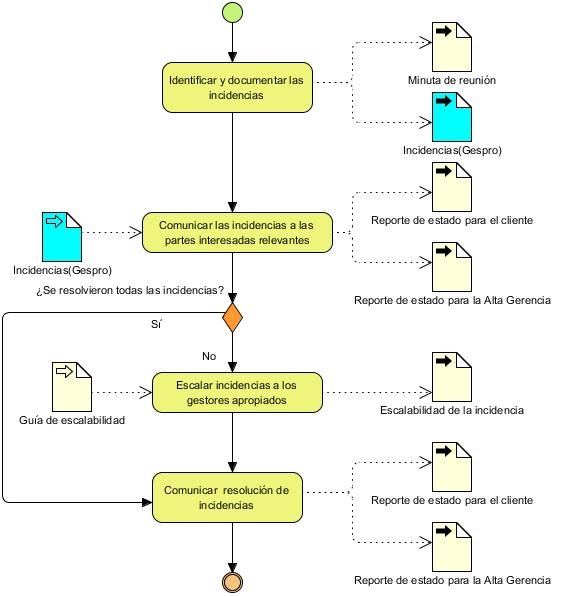 Identificar y documentar las
incidencias
Minuta de reunión
Incidencias(Gespro)
Comunicar las incidencias a las
partes interesadas relevantes
Reporte de estado para el cliente
Incidencias(Gespro)
Reporte de estado para la Alta Gerencia
¿Se resolvieron todas las incidencias?
Sí
No
Escalar incidencias a los
gestores apropiados
Guía de escalabilidad
Escalabilidad de la incidencia
Comunicar resolución de
incidencias
Reporte de estado para el cliente
Reporte de estado para la Alta Gerencia